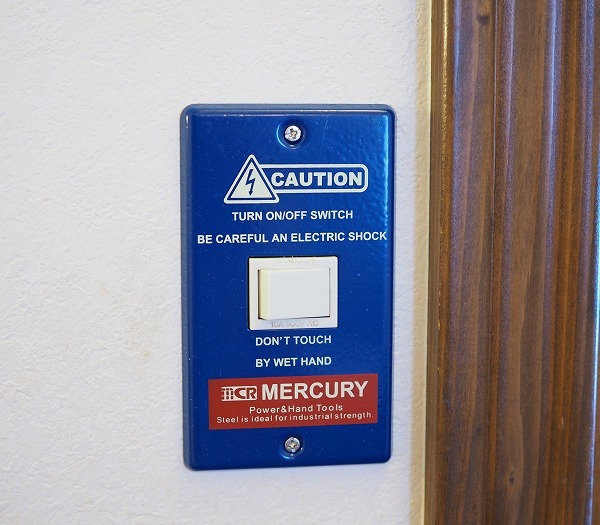 CAUTION
TURN ON/OFF SWITCH
BE CAREFUL AN ELECTRIC SHOCK
DON'T TOUCH
BY WET HAND
MCR MERCURY
Power&Hand Tools
Steel is ideal for industrial strength.